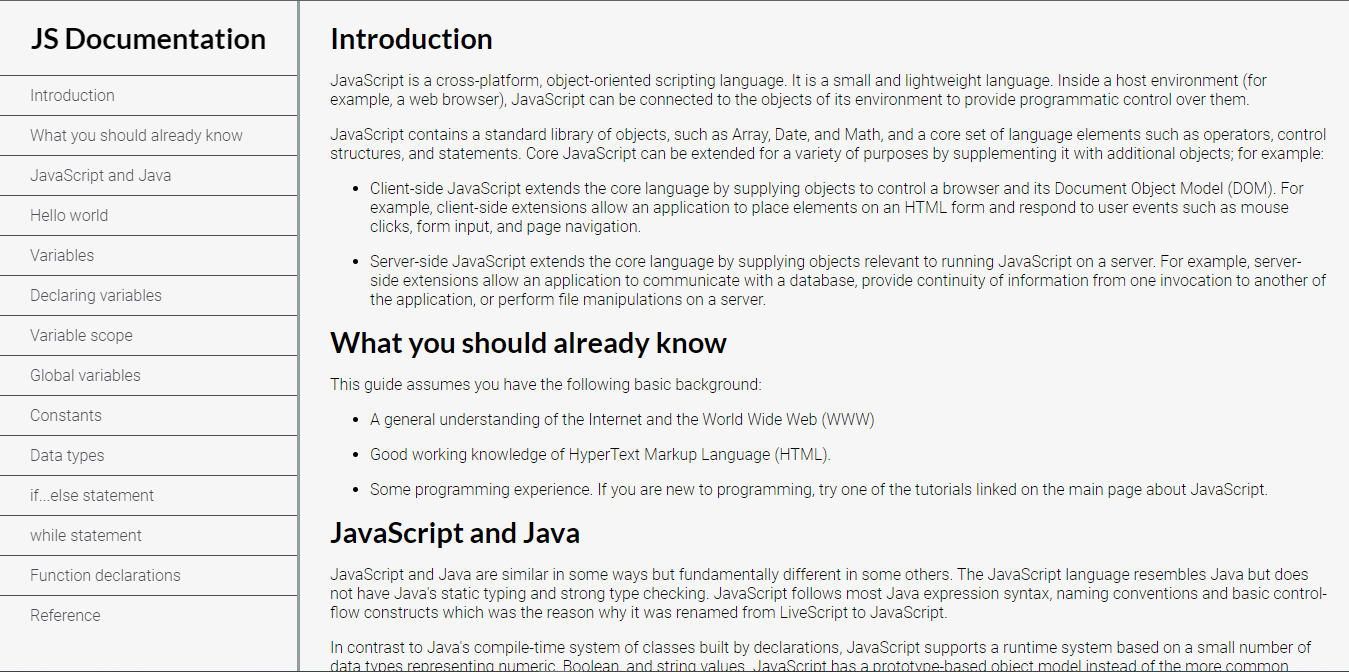 JS Documentation
Introduction
What you should already know
JavaScript and Java
Hello world
Variables
Declaring variables
Variable scope
Global variables
Constants
Data types
if...else statement
while statement
Function declarations
Reference
Introduction
JavaScript is a cross-platform, object-oriented scripting language. It is a small and lightweight language. Inside a host environment (for
example, a web browser), JavaScript can be connected to the objects of its environment to provide programmatic control over them.
JavaScript contains a standard library of objects, such as Array, Date, and Math, and a core set of language elements such as operators, control
structures, and statements. Core JavaScript can be extended for a variety of purposes by supplementing it with additional objects; for example:
• Client-side JavaScript extends the core language by supplying objects to control a browser and its Document Object Model (DOM). For
example, client-side extensions allow an application to place elements on an HTML form and respond to user events such as mouse
clicks, form input, and page navigation.
• Server-side JavaScript extends the core language by supplying objects relevant to running JavaScript on a server. For example, server-
side extensions allow an application to communicate with a database, provide continuity of information from one invocation to another of
the application, or perform file manipulations on a server.
What you should already know
This guide assumes you have the following basic background:
• A general understanding of the Internet and the World Wide Web (WWW)
• Good working knowledge of HyperText Markup Language (HTML).
• Some programming experience. If you are new to programming, try one of the tutorials linked on the main page about JavaScript.
JavaScript and Java
JavaScript and Java are similar in some ways but fundamentally different in some others. The JavaScript language resembles Java but does
not have Java's static typing and strong type checking. JavaScript follows most Java expression syntax, naming conventions and basic control-
flow constructs which was the reason why it was renamed from LiveScript to JavaScript.
In contrast to Java's compile-time system of classes built by declarations, JavaScript supports a runtime system based on a small number of
data types representing numeric, Boolean, and string values. JavaScript has a prototype-based object model instead of the more common